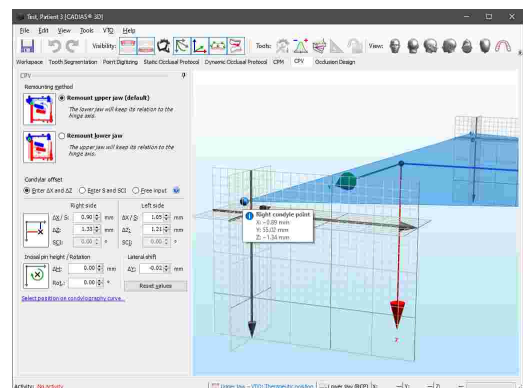 Test, Patient 3 [CADIAS® 3D]
File Edit View Tools VTO Help
Visibility: Tools: View:
Workspace Tooth Segmentation Point Digitizing Static Occlusal Protocol Dynamic Occlusal Protocol CPM CPV Occlusion Design
CPV
Remounting method
Remount upper jaw (default)
The lower jaw will keep its relation to the
hinge axis.
Remount lower jaw
The upper jaw will keep its relation to the
hinge axis.
Condylar offset
Enter ΔX and ΔZ Enter S and SCI Free input
Right side Left side
ΔX / S: 0.90 mm ΔX / S: 1.05 mm
ΔZ: 1.33 mm ΔZ: 1.21 mm
SCI: 0.00 ° SCI: 0.00 °
Incisal pin height / Rotation Lateral shift
ΔH: 0.00 mm ΔY: -0.02 mm
Rot.: 0.00 ° Reset values
Select position on condylography curve...
Right condyle point
X: -0.89 mm
Y: 55.02 mm
Z: -1.34 mm
z
Activity: No activity Upper jaw - VTO: Therapeutic position Lower jaw (RCP) X: — Y: — Z: —